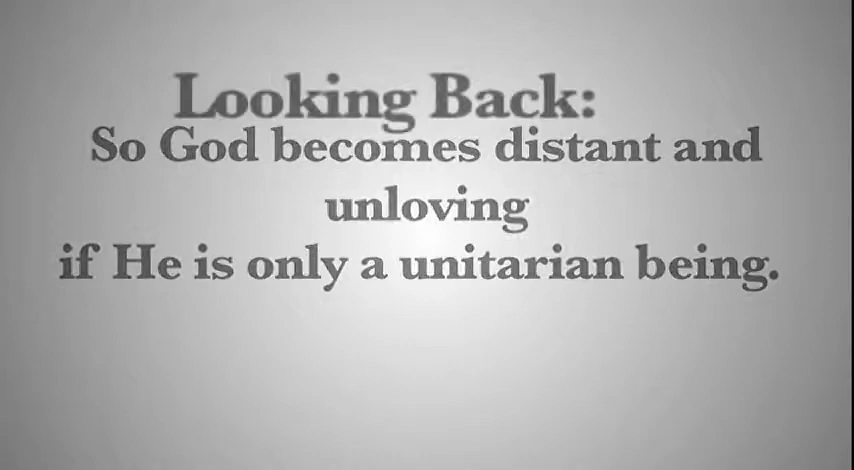 Looking Back:
So God becomes distant and
unloving
if He is only a unitarian being.